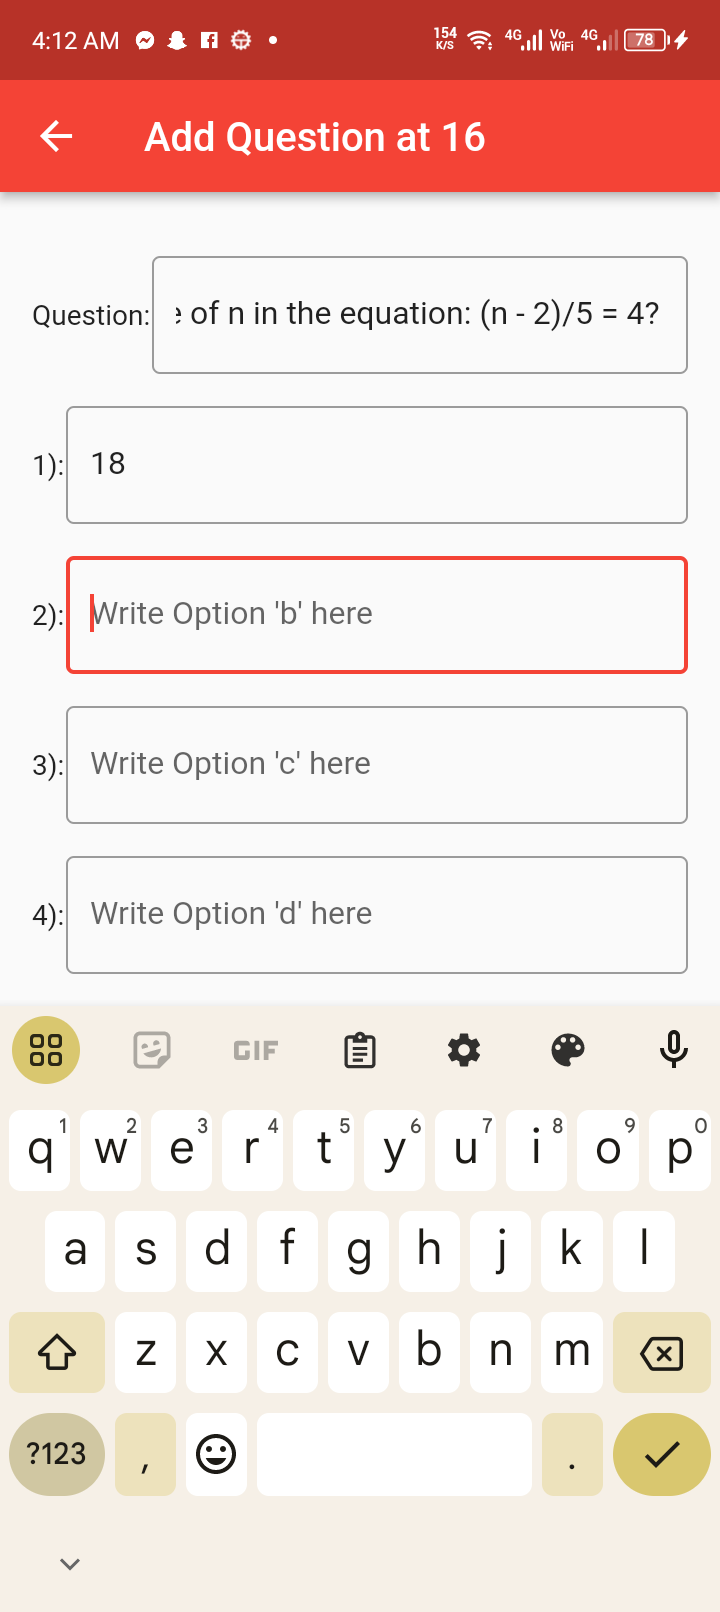 4:12 AM
154 K/S 4G Vo WiFi 4G 78
Add Question at 16
Question: of n in the equation: (n - 2)/5 = 4?
1): 18
2): Write Option 'b' here
3): Write Option 'c' here
4): Write Option 'd' here
GIF
q1 w2 e3 r4 t5 y6 u7 i8 o9 p0
a s d f g h j k l
z x c v b n m
?123 , .